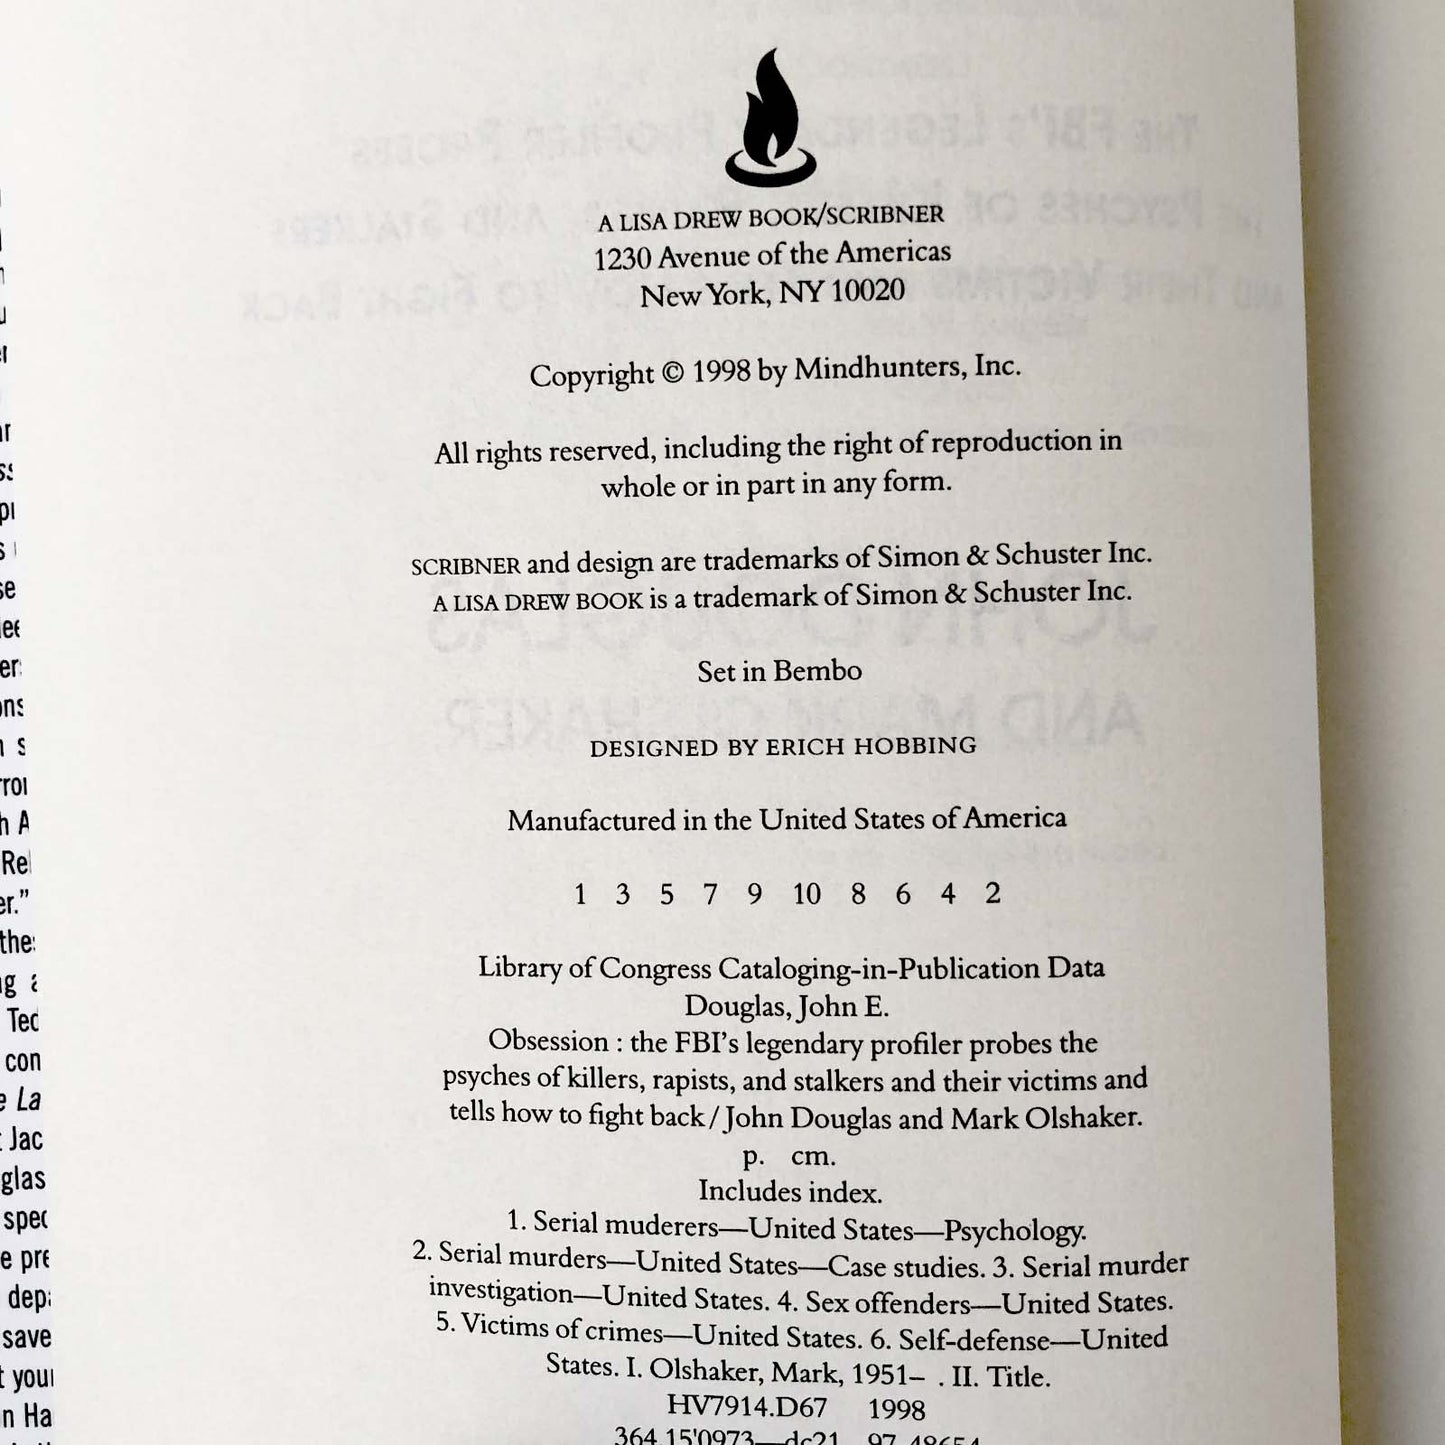 A LISA DREW BOOK/SCRIBNER
1230 Avenue of the Americas
New York, NY 10020
Copyright © 1998 by Mindhunters, Inc.
All rights reserved, including the right of reproduction in
whole or in part in any form.
SCRIBNER and design are trademarks of Simon & Schuster Inc.
A LISA DREW BOOK is a trademark of Simon & Schuster Inc.
Set in Bembo
DESIGNED BY ERICH HOBBING
Manufactured in the United States of America
1 3 5 7 9 10 8 6 4 2
Library of Congress Cataloging-in-Publication Data
Douglas, John E.
Obsession : the FBI's legendary profiler probes the
psyches of killers, rapists, and stalkers and their victims and
tells how to fight back / John Douglas and Mark Olshaker.
p. cm.
Includes index.
1. Serial muderers—United States—Psychology.
2. Serial murders—United States—Case studies. 3. Serial murder
investigation—United States. 4. Sex offenders—United States.
5. Victims of crimes—United States. 6. Self-defense—United
States. I. Olshaker, Mark, 1951– . II. Title.
HV7914.D67 1998
364.15'0973—dc21 97-48654